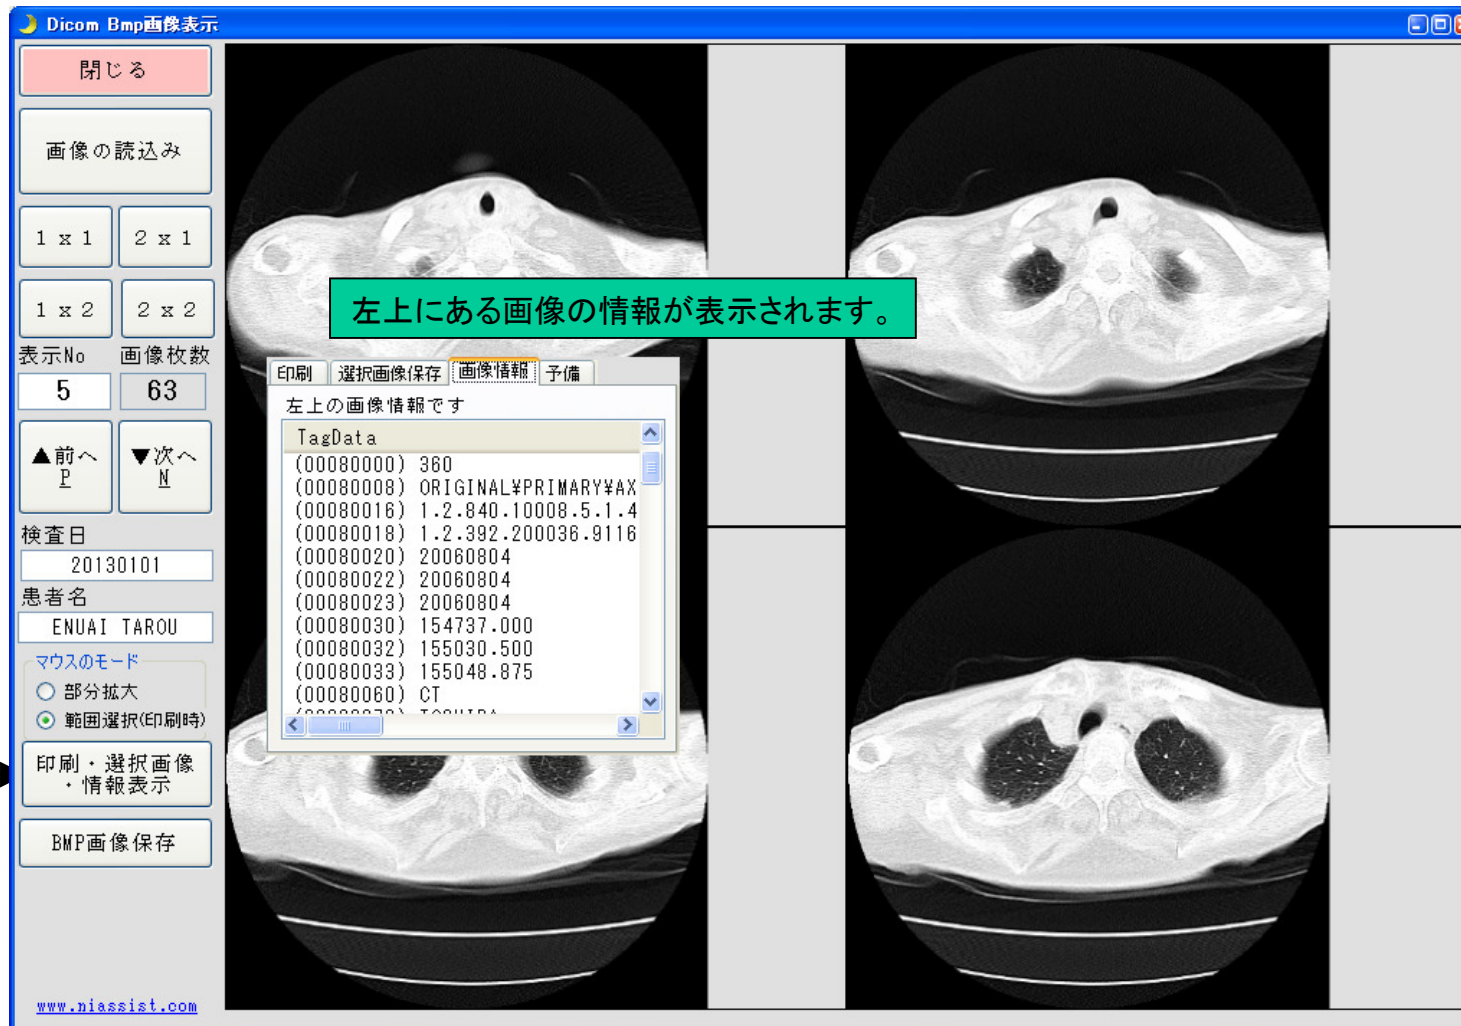 Dicom Bmp画像表示
閉じる
画像の読込み
1 x 1
2 x 1
1 x 2
2 x 2
表示No
画像枚数
5
63
▲前へ
P
▼次へ
N
検査日
20130101
患者名
ENUAI TAROU
マウスのモード
部分拡大
範囲選択(印刷時)
印刷・選択画像
・情報表示
BMP画像保存
www.niassist.com
左上にある画像の情報が表示されます。
印刷
選択画像保存
画像情報
予備
左上の画像情報です
TagData
(00080000) 360
(00080008) ORIGINAL¥PRIMARY¥AX
(00080016) 1.2.840.10008.5.1.4
(00080018) 1.2.392.200036.9116
(00080020) 20060804
(00080022) 20060804
(00080023) 20060804
(00080030) 154737.000
(00080032) 155030.500
(00080033) 155048.875
(00080060) CT
(00080070) TOSHIBA